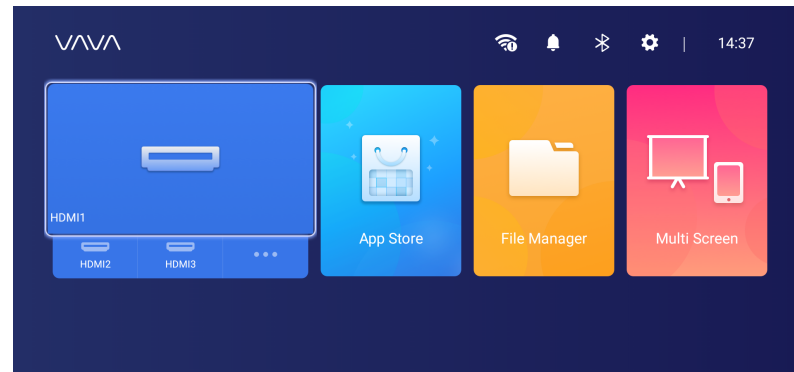 VAVA
14:37
HDMI1
HDMI2
HDMI3
App Store
File Manager
Multi Screen